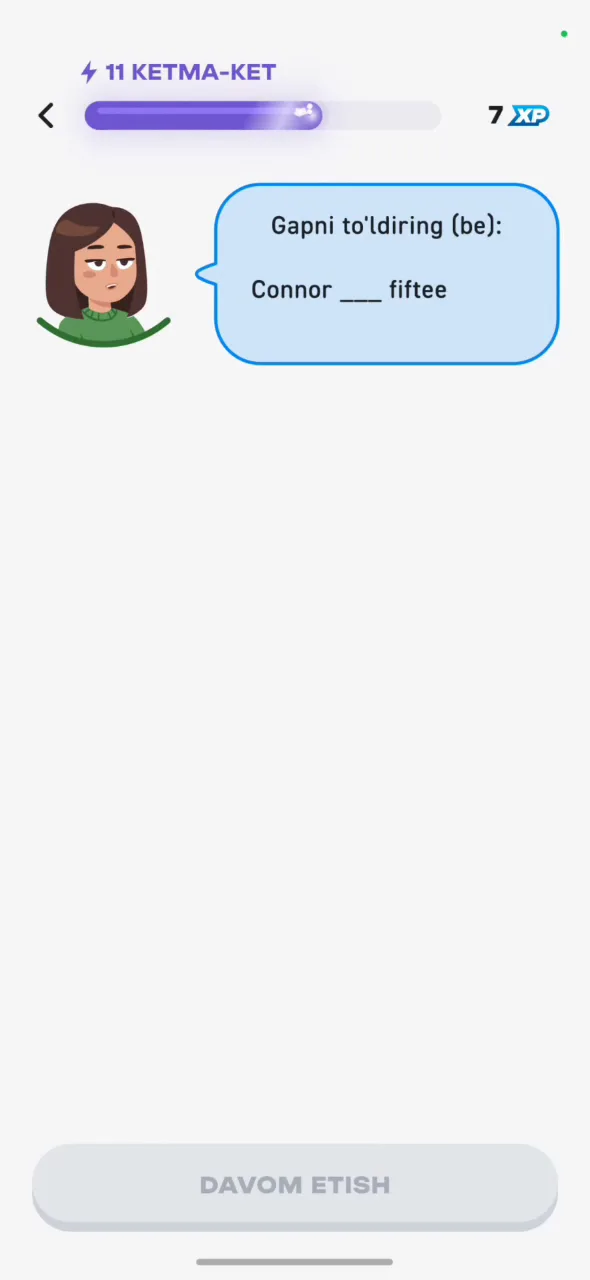 11 KETMA-KET
7 XP
Gapni to'ldiring (be):
Connor ___ fiftee
DAVOM ETISH